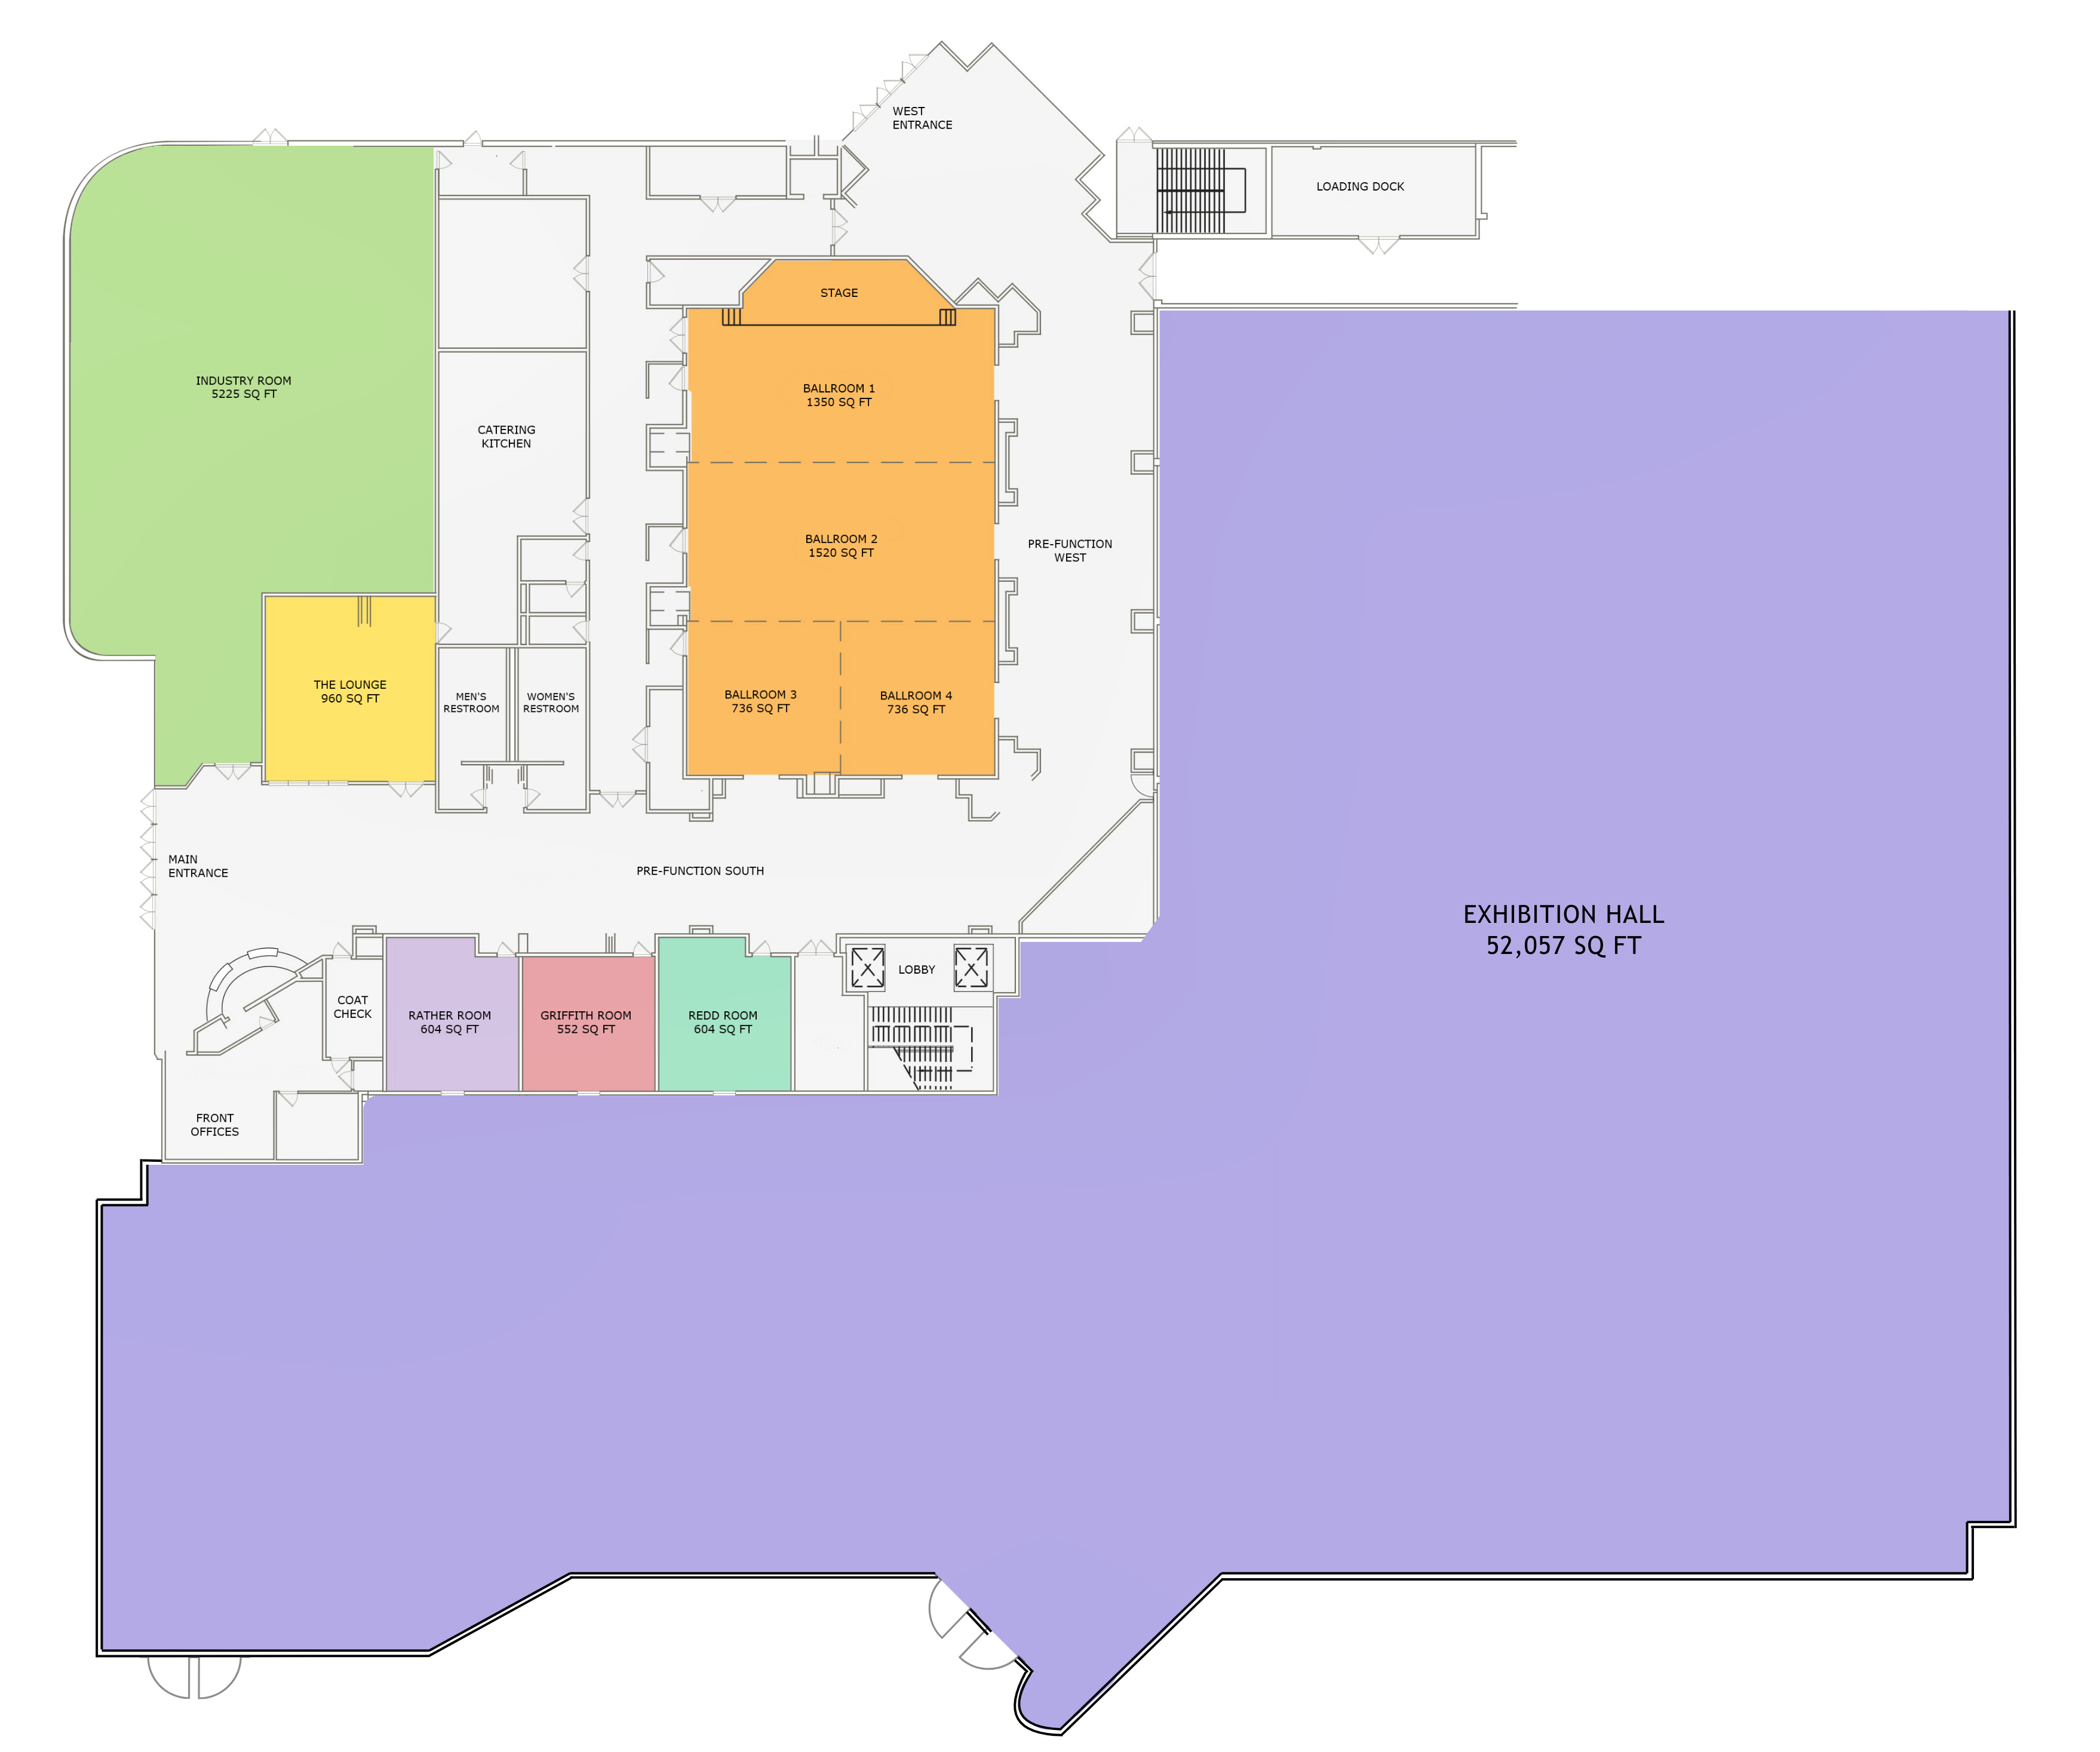 WEST
ENTRANCE
LOADING DOCK
STAGE
INDUSTRY ROOM
5225 SQ FT
BALLROOM 1
1350 SQ FT
CATERING
KITCHEN
BALLROOM 2
1520 SQ FT
PRE-FUNCTION
WEST
THE LOUNGE
960 SQ FT
MEN'S
RESTROOM
WOMEN'S
RESTROOM
BALLROOM 3
736 SQ FT
BALLROOM 4
736 SQ FT
MAIN
ENTRANCE
PRE-FUNCTION SOUTH
EXHIBITION HALL
52,057 SQ FT
LOBBY
COAT
CHECK
RATHER ROOM
604 SQ FT
GRIFFITH ROOM
552 SQ FT
REDD ROOM
604 SQ FT
FRONT
OFFICES